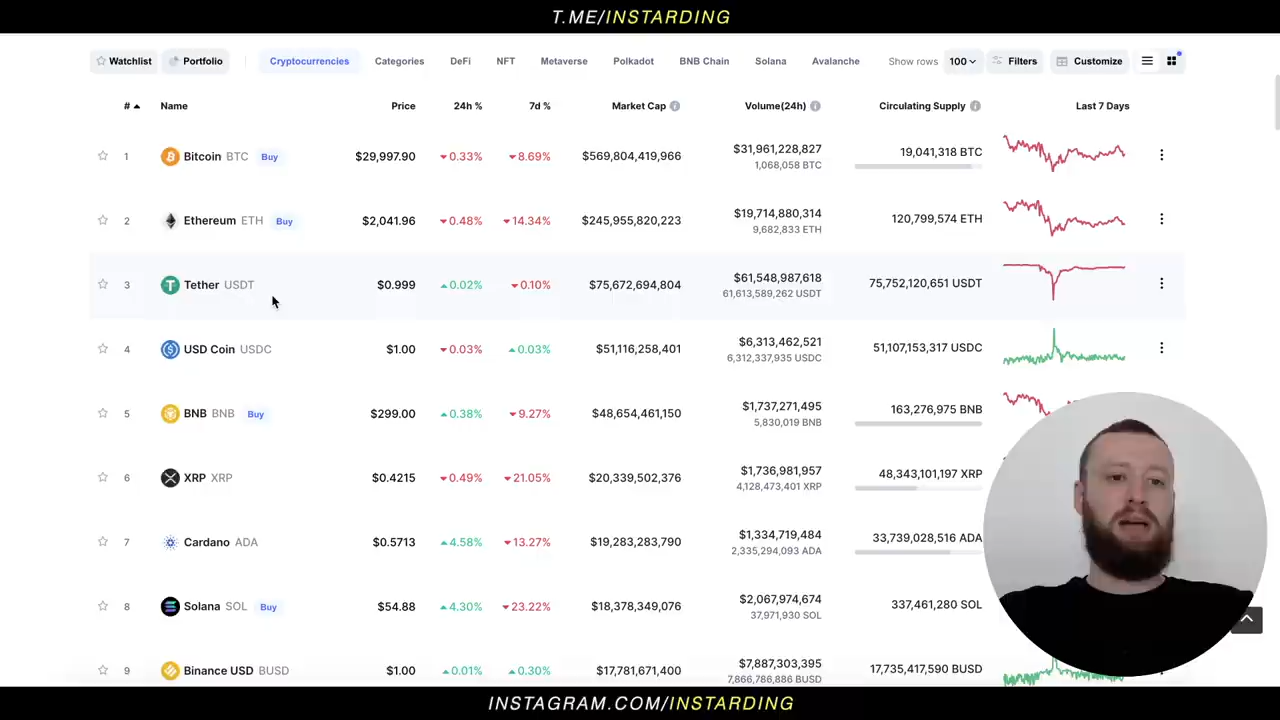 T.ME/INSTARDING
Watchlist Portfolio Cryptocurrencies Categories DeFi NFT Metaverse Polkadot BNB Chain Solana Avalanche Show rows 100 Filters Customize
# Name Price 24h % 7d % Market Cap Volume(24h) Circulating Supply Last 7 Days
1 Bitcoin BTC Buy $29,997.90 0.33% 8.69% $569,804,419,966 $31,961,228,827 19,041,318 BTC
1,068,058 BTC
2 Ethereum ETH Buy $2,041.96 0.48% 14.34% $245,955,820,223 $19,714,880,314 120,799,574 ETH
9,682,833 ETH
3 Tether USDT $0.999 0.02% 0.10% $75,672,694,804 $61,548,987,618 75,752,120,651 USDT
61,613,589,262 USDT
4 USD Coin USDC $1.00 0.03% 0.03% $51,116,258,401 $6,313,462,521 51,107,153,317 USDC
6,312,337,935 USDC
5 BNB BNB Buy $299.00 0.38% 9.27% $48,654,461,150 $1,737,271,495 163,276,975 BNB
5,830,019 BNB
6 XRP XRP $0.4215 0.49% 21.05% $20,339,502,376 $1,736,981,957 48,343,101,197 XRP
4,128,473,401 XRP
7 Cardano ADA $0.5713 4.58% 13.27% $19,283,283,790 $1,334,719,484 33,739,028,516 ADA
2,335,294,093 ADA
8 Solana SOL Buy $54.88 4.30% 23.22% $18,378,349,076 $2,067,974,674 337,461,280 SOL
37,971,930 SOL
9 Binance USD BUSD $1.00 0.01% 0.30% $17,781,671,400 $7,887,303,395 17,735,417,590 BUSD
7,866,786,886 BUSD
INSTAGRAM.COM/INSTARDING